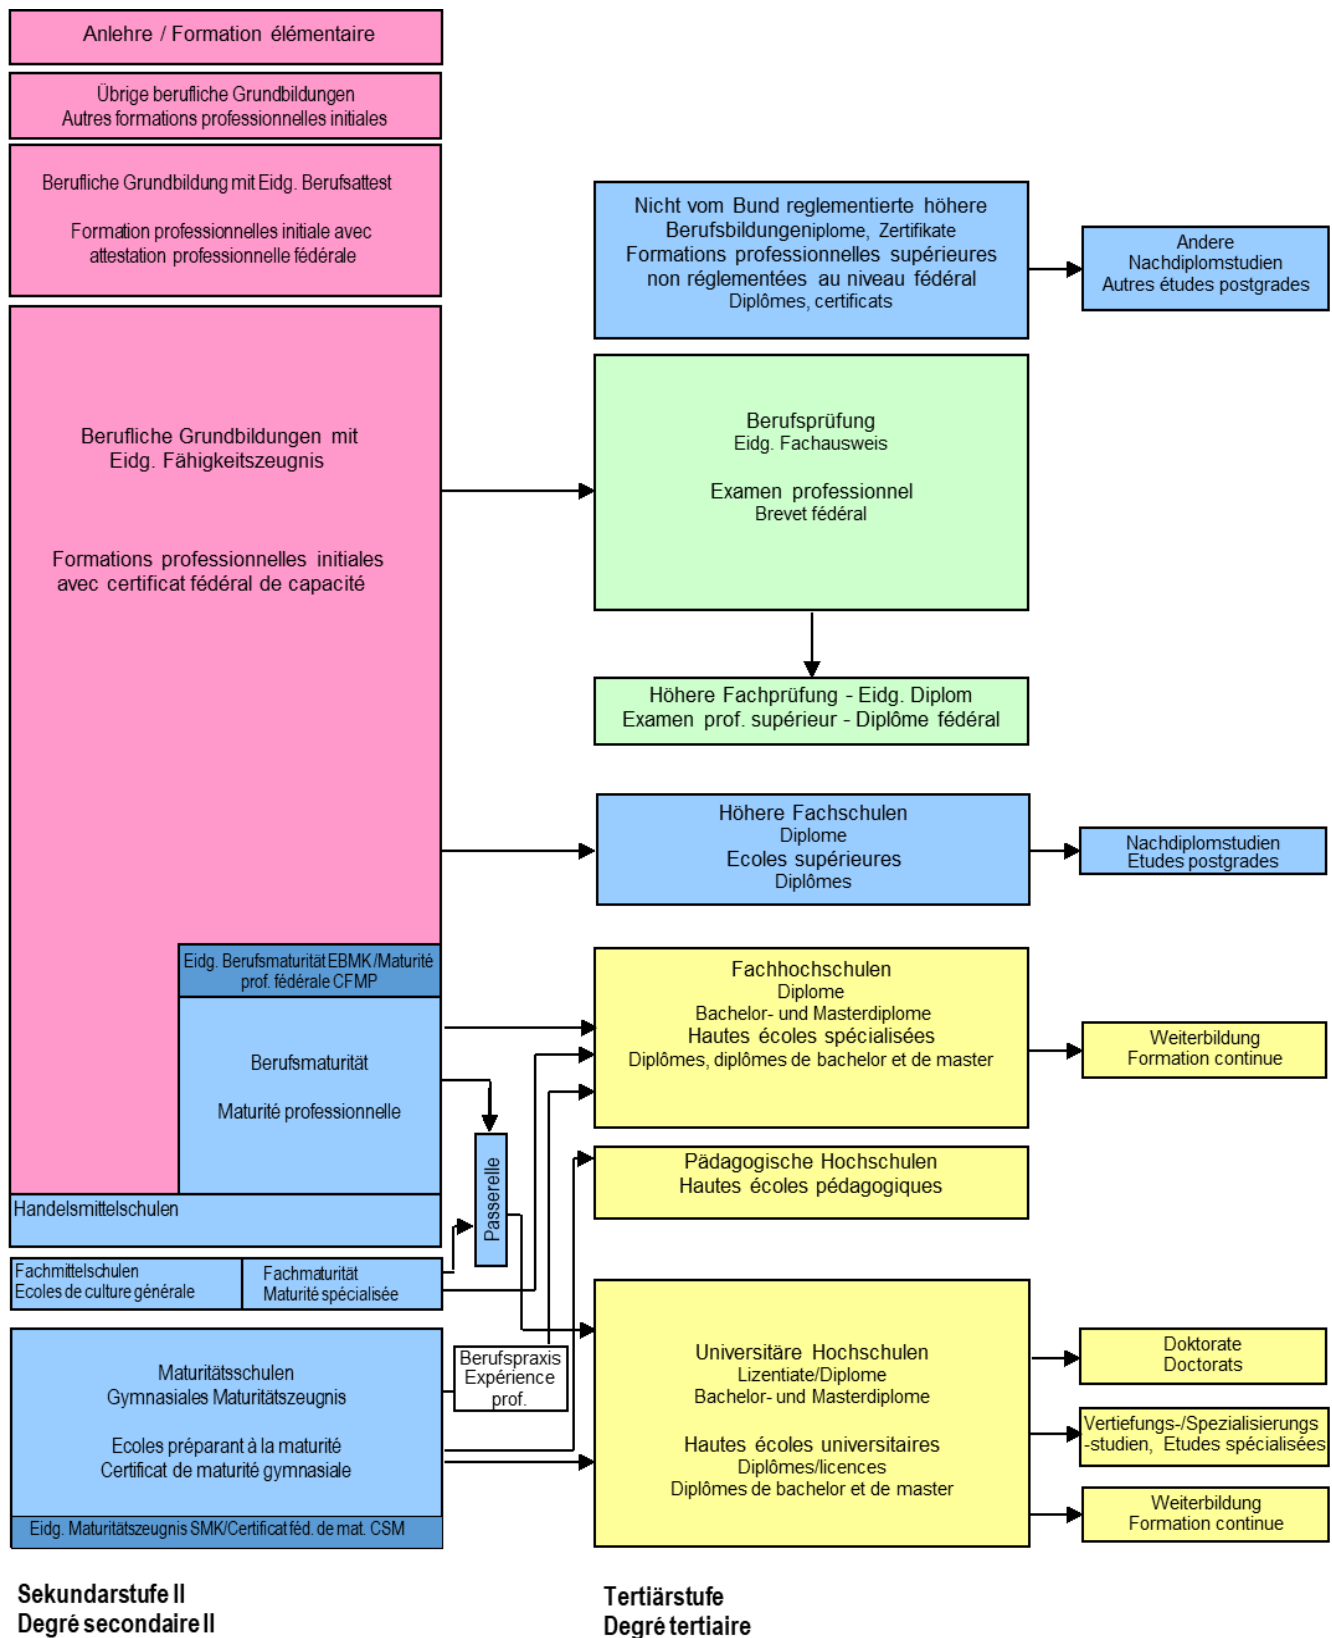 Anlehre / Formation élémentaire
Übrige berufliche Grundbildungen
Autres formations professionnelles initiales
Berufliche Grundbildung mit Eidg. Berufsattest
Formation professionnelles initiale avec
attestation professionnelle fédérale
Berufliche Grundbildungen mit
Eidg. Fähigkeitszeugnis
Formations professionnelles initiales
avec certificat fédéral de capacité
Eidg. Berufsmaturität EBMK/Maturité
prof. fédérale CFMP
Berufsmaturität
Maturité professionnelle
Handelsmittelschulen
Fachmittelschulen
Ecoles de culture générale
Fachmaturität
Maturité spécialisée
Maturitätsschulen
Gymnasiales Maturitätszeugnis
Ecoles préparant à la maturité
Certificat de maturité gymnasiale
Eidg. Maturitätszeugnis SMK/Certificat féd. de mat. CSM
Sekundarstufe II
Degré secondaire II
Passerelle
Berufspraxis
Expérience
prof.
Nicht vom Bund reglementierte höhere
Berufsbildungeniplome, Zertifikate
Formations professionnelles supérieures
non réglementées au niveau fédéral
Diplômes, certificats
Berufsprüfung
Eidg. Fachausweis
Examen professionnel
Brevet fédéral
Höhere Fachprüfung - Eidg. Diplom
Examen prof. supérieur - Diplôme fédéral
Höhere Fachschulen
Diplome
Ecoles supérieures
Diplômes
Fachhochschulen
Diplome
Bachelor- und Masterdiplome
Hautes écoles spécialisées
Diplômes, diplômes de bachelor et de master
Pädagogische Hochschulen
Hautes écoles pédagogiques
Universitäre Hochschulen
Lizentiate/Diplome
Bachelor- und Masterdiplome
Hautes écoles universitaires
Diplômes/licences
Diplômes de bachelor et de master
Tertiärstufe
Degré tertiaire
Andere
Nachdiplomstudien
Autres études postgrades
Nachdiplomstudien
Etudes postgrades
Weiterbildung
Formation continue
Doktorate
Doctorats
Vertiefungs-/Spezialisierungs
-studien, Etudes spécialisées
Weiterbildung
Formation continue